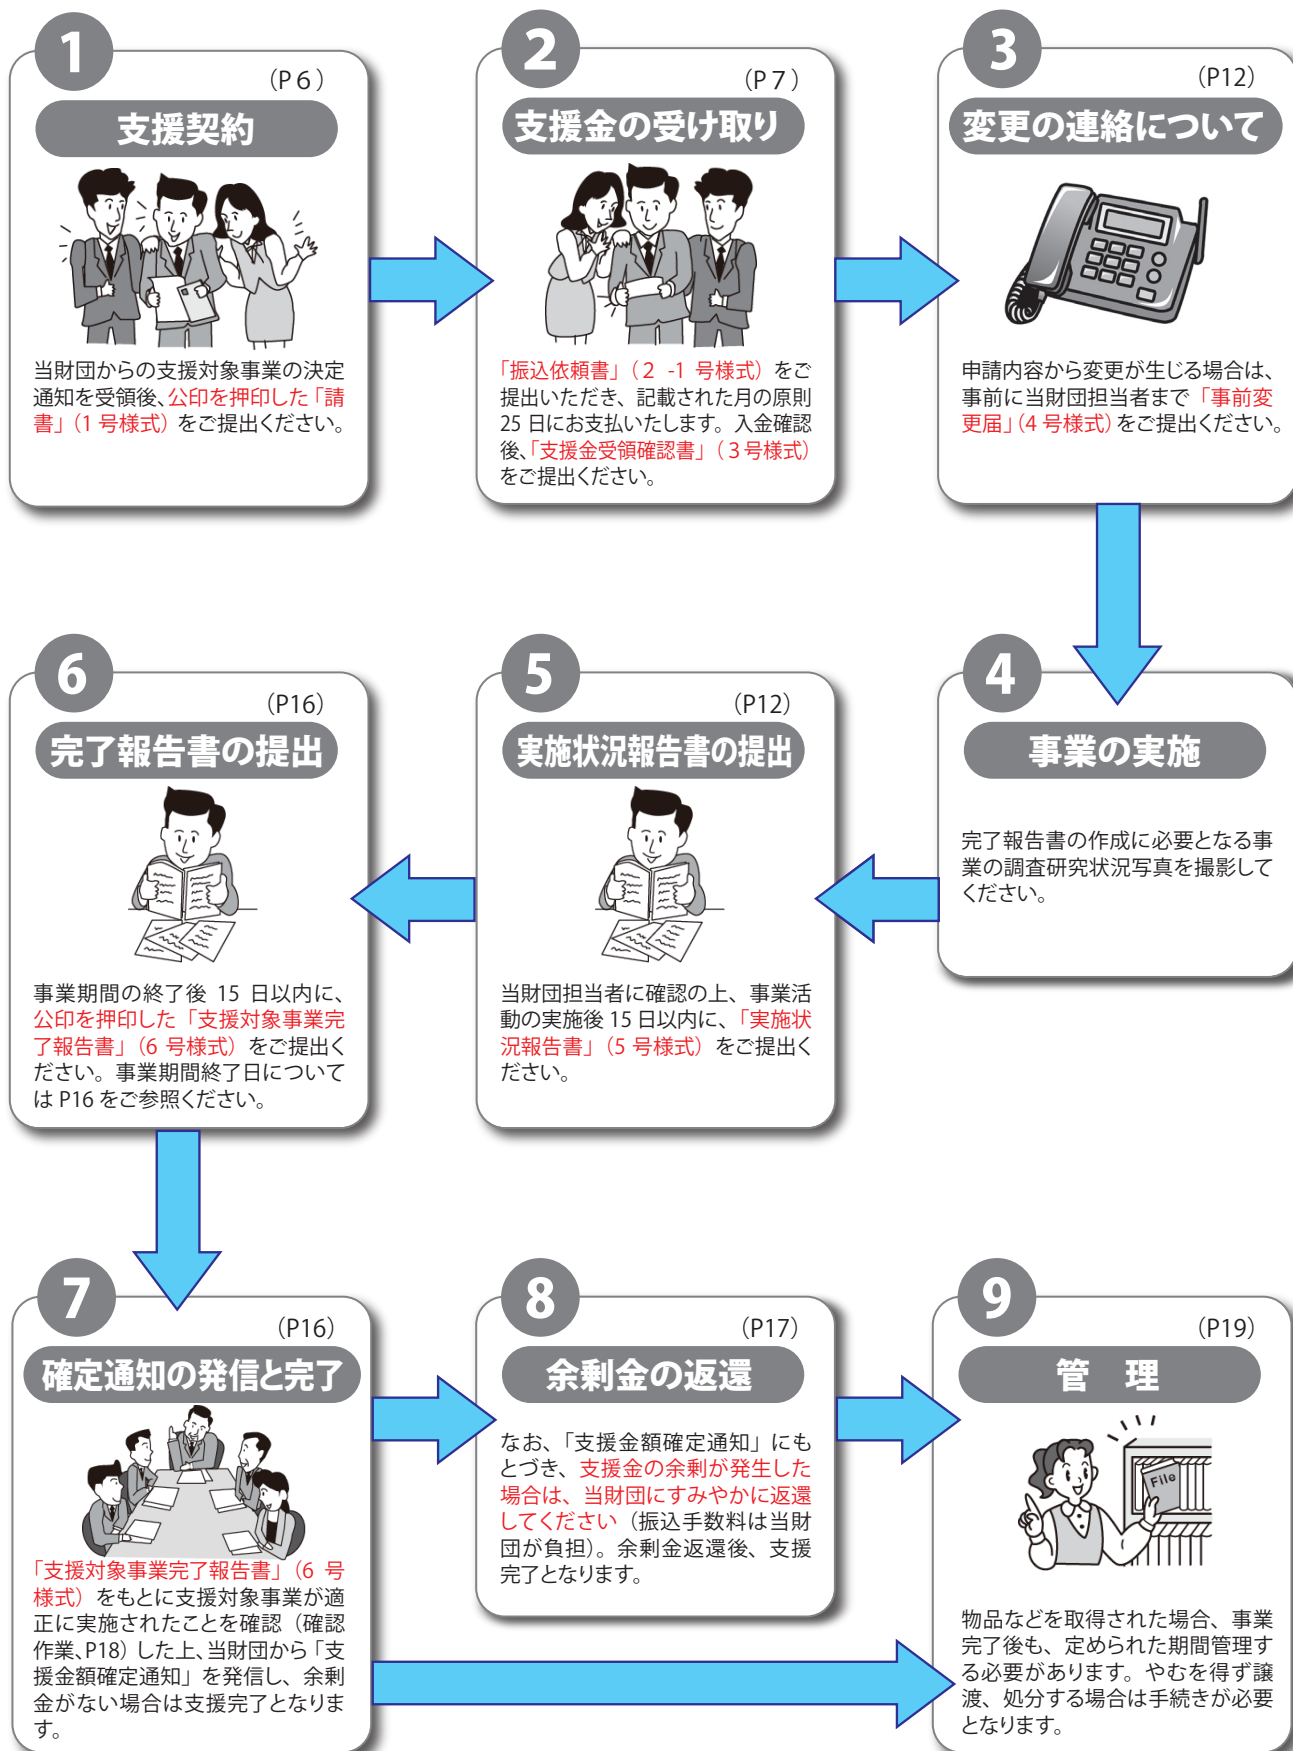 1
(P 6)
支援契約
当財団からの支援対象事業の決定
通知を受領後、公印を押印した「請
書」(1 号様式) をご提出ください。
2
(P 7)
支援金の受け取り
「振込依頼書」(2 -1 号様式) をご
提出いただき、記載された月の原則
25 日にお支払いたします。入金確認
後、「支援金受領確認書」(3 号様式)
をご提出ください。
3
(P12)
変更の連絡について
申請内容から変更が生じる場合は、
事前に当財団担当者まで「事前変
更届」(4 号様式) をご提出ください。
4
事業の実施
完了報告書の作成に必要となる事
業の調査研究状況写真を撮影して
ください。
5
(P12)
実施状況報告書の提出
当財団担当者に確認の上、事業活
動の実施後 15 日以内に、「実施状
況報告書」(5 号様式) をご提出く
ださい。
6
(P16)
完了報告書の提出
事業期間の終了後 15 日以内に、
公印を押印した「支援対象事業完
了報告書」(6 号様式) をご提出く
ださい。事業期間終了日について
は P16 をご参照ください。
7
(P16)
確定通知の発信と完了
「支援対象事業完了報告書」(6 号
様式) をもとに支援対象事業が適
正に実施されたことを確認 (確認
作業、P18) した上、当財団から「支
援金額確定通知」を発信し、余剰
金がない場合は支援完了となりま
す。
8
(P17)
余剰金の返還
なお、「支援金額確定通知」にも
とづき、支援金の余剰が発生した
場合は、当財団にすみやかに返還
してください (振込手数料は当財
団が負担)。余剰金返還後、支援
完了となります。
9
(P19)
管 理
File
物品などを取得された場合、事業
完了後も、定められた期間管理す
る必要があります。やむを得ず譲
渡、処分する場合は手続きが必要
となります。